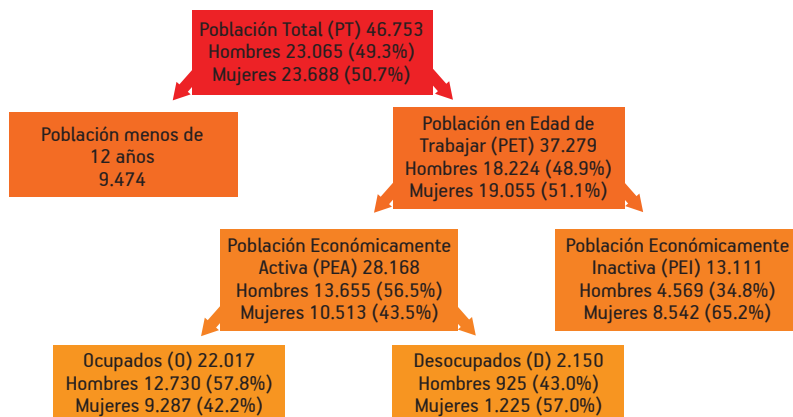 Población Total (PT) 46.753
Hombres 23.065 (49.3%)
Mujeres 23.688 (50.7%)
Población menos de
12 años
9.474
Población en Edad de
Trabajar (PET) 37.279
Hombres 18.224 (48.9%)
Mujeres 19.055 (51.1%)
Población Económicamente
Activa (PEA) 28.168
Hombres 13.655 (56.5%)
Mujeres 10.513 (43.5%)
Población Económicamente
Inactiva (PEI) 13.111
Hombres 4.569 (34.8%)
Mujeres 8.542 (65.2%)
Ocupados (O) 22.017
Hombres 12.730 (57.8%)
Mujeres 9.287 (42.2%)
Desocupados (D) 2.150
Hombres 925 (43.0%)
Mujeres 1.225 (57.0%)